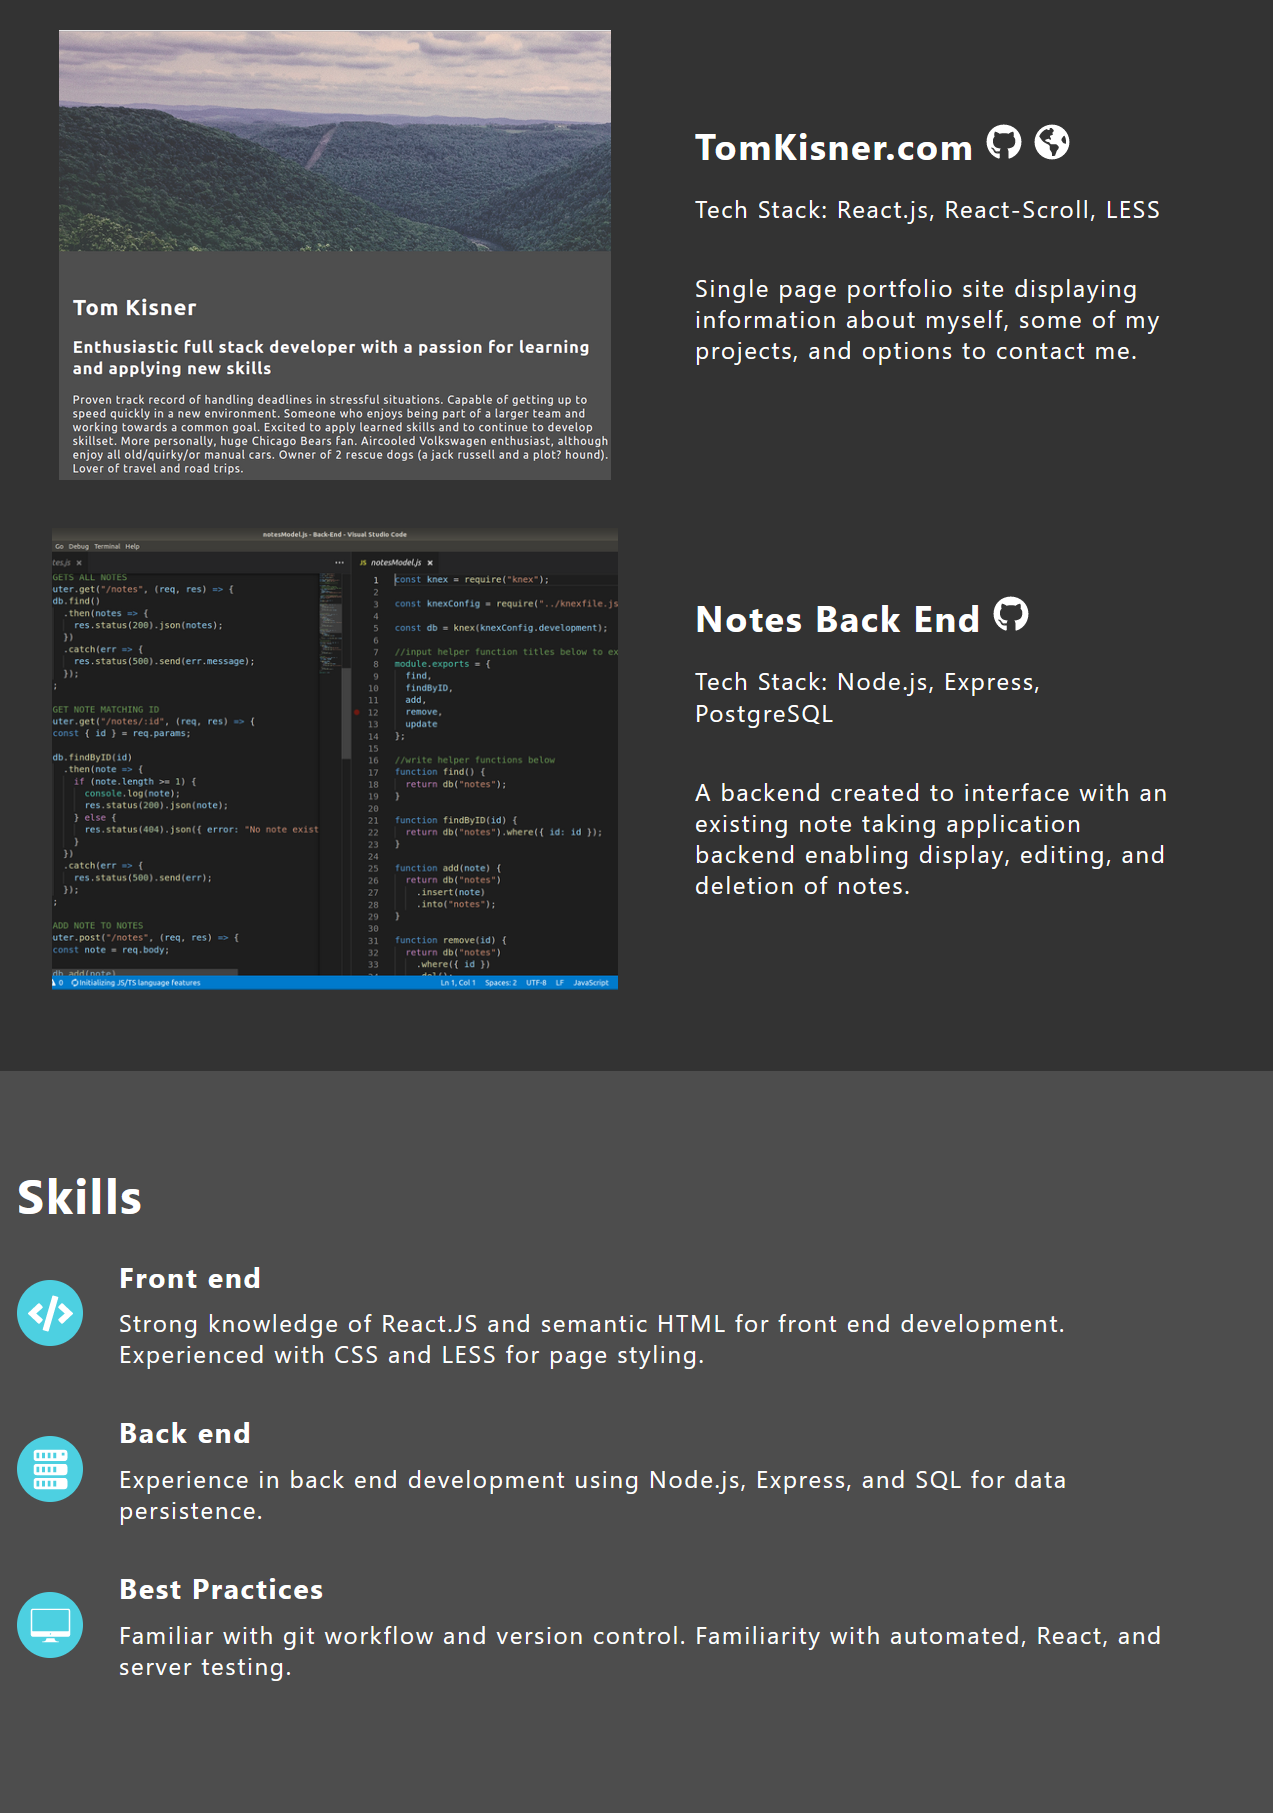 TomKisner.com
Tech Stack: React.js, React-Scroll, LESS
Single page portfolio site displaying
information about myself, some of my
projects, and options to contact me.
Tom Kisner
Enthusiastic full stack developer with a passion for learning
and applying new skills
Proven track record of handling deadlines in stressful situations. Capable of getting up to
speed quickly in a new environment. Someone who enjoys being part of a larger team and
working towards a common goal. Excited to apply learned skills and to continue to develop
skillset. More personally, huge Chicago Bears fan. Aircooled Volkswagen enthusiast, although
enjoy all old/quirky/or manual cars. Owner of 2 rescue dogs (a jack russell and a plot? hound).
Lover of travel and road trips.
notesModel.js - Back-End - Visual Studio Code
Go Debug Terminal Help
tes.js ×
GETS ALL NOTES
uter.get("/notes", (req, res) => {
db.find()
.then(notes => {
res.status(200).json(notes);
})
.catch(err => {
res.status(500).send(err.message);
});
;
GET NOTE MATCHING ID
uter.get("/notes/:id", (req, res) => {
const { id } = req.params;
db.findByID(id)
.then(note => {
if (note.length >= 1) {
console.log(note);
res.status(200).json(note);
} else {
res.status(404).json({ error: "No note exist
}
})
.catch(err => {
res.status(500).send(err);
});
;
ADD NOTE TO NOTES
uter.post("/notes", (req, res) => {
const note = req.body;
db.add(note)
··· JS notesModel.js ×
1 const knex = require("knex");
2
3 const knexConfig = require("../knexfile.js
4
5 const db = knex(knexConfig.development);
6
7 //input helper function titles below to ex
8 module.exports = {
9 find,
10 findByID,
11 add,
12 remove,
13 update
14 };
15
16 //write helper functions below
17 function find() {
18 return db("notes");
19 }
20
21 function findByID(id) {
22 return db("notes").where({ id: id });
23 }
24
25 function add(note) {
26 return db("notes")
27 .insert(note)
28 .into("notes");
29 }
30
31 function remove(id) {
32 return db("notes")
33 .where({ id })
34 .del();
0 Initializing JS/TS language features Ln 1, Col 1 Spaces: 2 UTF-8 LF JavaScript
Notes Back End
Tech Stack: Node.js, Express,
PostgreSQL
A backend created to interface with an
existing note taking application
backend enabling display, editing, and
deletion of notes.
Skills
Front end
Strong knowledge of React.JS and semantic HTML for front end development.
Experienced with CSS and LESS for page styling.
Back end
Experience in back end development using Node.js, Express, and SQL for data
persistence.
Best Practices
Familiar with git workflow and version control. Familiarity with automated, React, and
server testing.